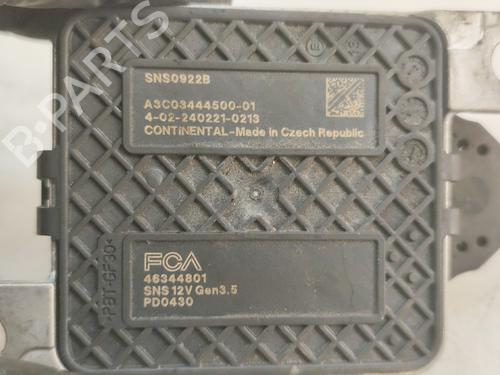 SNS0922B
A3C03444500-01
4-02-240221-0213
CONTINENTAL-Made in Czech Republic
FCA
46344801
SNS 12V Gen3.5
PD0430
>PBT-GF30<
B-PARTS